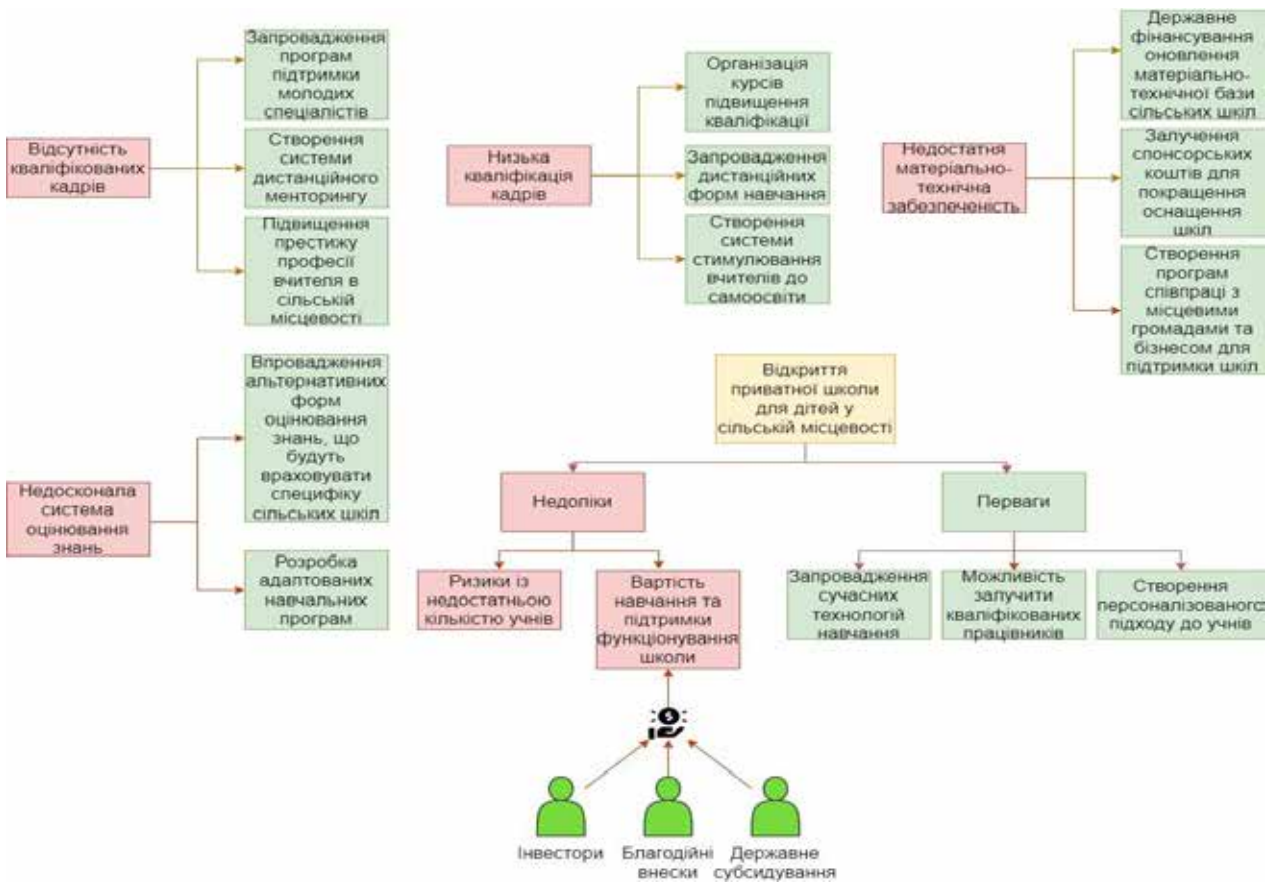 Відсутність
кваліфікованих
кадрів
Запровадження
програм
підтримки
молодих
спеціалістів
Створення
системи
дистанційного
менторингу
Підвищення
престижу
професії
вчителя в
сільській
місцевості
Низька
кваліфікація
кадрів
Організація
курсів
підвищення
кваліфікації
Запровадження
дистанційних
форм навчання
Створення
системи
стимулювання
вчителів до
самоосвіти
Недостатня
матеріально-
технічна
забезпеченість
Державне
фінансування
оновлення
матеріально-
технічної бази
сільських шкіл
Залучення
спонсорських
коштів для
покращення
оснащення
шкіл
Створення
програм
співпраці з
місцевими
громадами та
бізнесом для
підтримки шкіл
Недосконала
система
оцінювання
знань
Впровадження
альтернативних
форм
оцінювання
знань, що
будуть
враховувати
специфіку
сільських шкіл
Розробка
адаптованих
навчальних
програм
Відкриття
приватної школи
для дітей у
сільській місцевості
Недоліки
Перваги
Ризики із
недостатньою
кількістю учнів
Вартість
навчання та
підтримки
функціонування
школи
Запровадження
сучасних
технологій
навчання
Можливість
залучити
кваліфікованих
працівників
Створення
персоналізованого
підходу до учнів
$
Інвестори
Благодійні
внески
Державне
субсидування